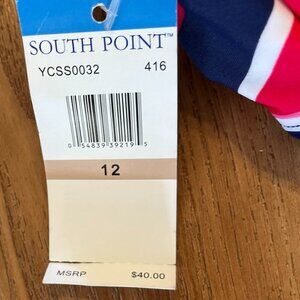 SOUTH POINT™
YCSS0032 416
0 54839 39219 5
12
MSRP $40.00